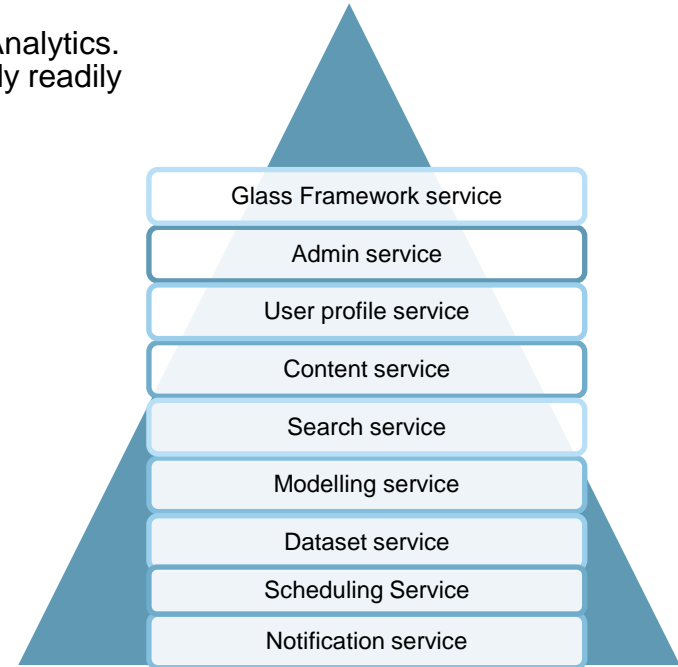 Analytics.
ly readily
Glass Framework service
Admin service
User profile service
Content service
Search service
Modelling service
Dataset service
Scheduling Service
Notification service